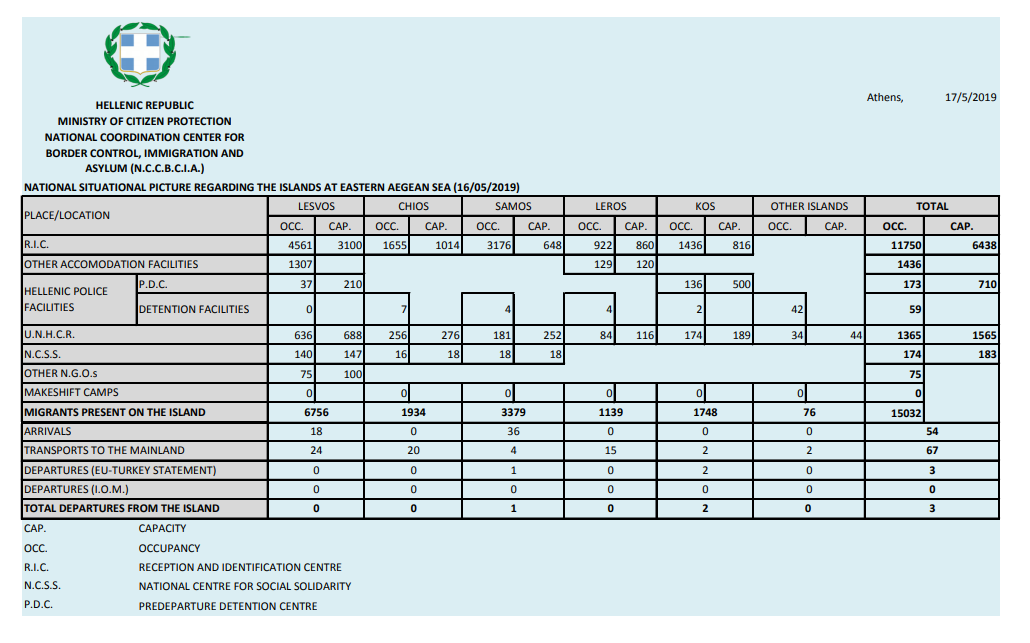 HELLENIC REPUBLIC
MINISTRY OF CITIZEN PROTECTION
NATIONAL COORDINATION CENTER FOR
BORDER CONTROL, IMMIGRATION AND
ASYLUM (N.C.C.B.C.I.A.)
Athens, 17/5/2019
NATIONAL SITUATIONAL PICTURE REGARDING THE ISLANDS AT EASTERN AEGEAN SEA (16/05/2019)
PLACE/LOCATION LESVOS CHIOS SAMOS LEROS KOS OTHER ISLANDS TOTAL
OCC. CAP. OCC. CAP. OCC. CAP. OCC. CAP. OCC. CAP. OCC. CAP. OCC. CAP.
R.I.C. 4561 3100 1655 1014 3176 648 922 860 1436 816 11750 6438
OTHER ACCOMODATION FACILITIES 1307 129 120 1436
HELLENIC POLICE FACILITIES P.D.C. 37 210 136 500 173 710
DETENTION FACILITIES 0 7 4 4 2 42 59
U.N.H.C.R. 636 688 256 276 181 252 84 116 174 189 34 44 1365 1565
N.C.S.S. 140 147 16 18 18 18 174 183
OTHER N.G.O.s 75 100 75
MAKESHIFT CAMPS 0 0 0 0 0 0 0
MIGRANTS PRESENT ON THE ISLAND 6756 1934 3379 1139 1748 76 15032
ARRIVALS 18 0 36 0 0 0 54
TRANSPORTS TO THE MAINLAND 24 20 4 15 2 2 67
DEPARTURES (EU-TURKEY STATEMENT) 0 0 1 0 2 0 3
DEPARTURES (I.O.M.) 0 0 0 0 0 0 0
TOTAL DEPARTURES FROM THE ISLAND 0 0 1 0 2 0 3
CAP. CAPACITY
OCC. OCCUPANCY
R.I.C. RECEPTION AND IDENTIFICATION CENTRE
N.C.S.S. NATIONAL CENTRE FOR SOCIAL SOLIDARITY
P.D.C. PREDEPARTURE DETENTION CENTRE